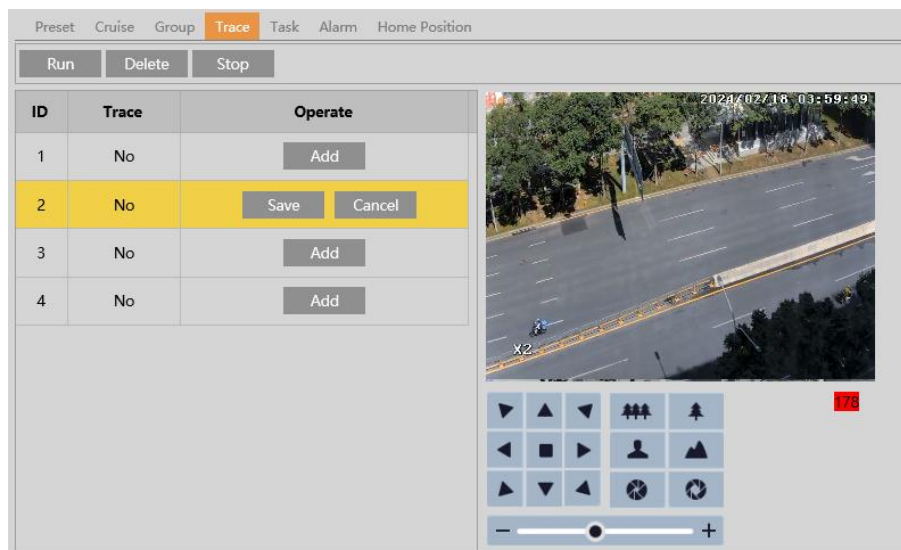 Preset Cruise Group Trace Task Alarm Home Position
Run Delete Stop
ID Trace Operate
1 No Add
2 No Save Cancel
3 No Add
4 No Add
2024/02/18 03:59:49
X2
178